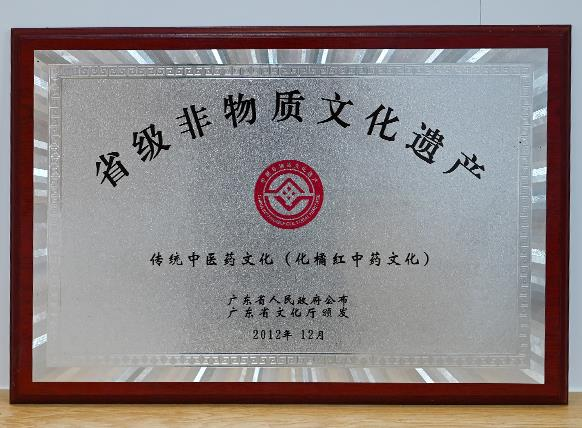 省级非物质文化遗产
传统中医药文化（化橘红中药文化）
广东省人民政府公布
广东省文化厅颁发
2012年 12月